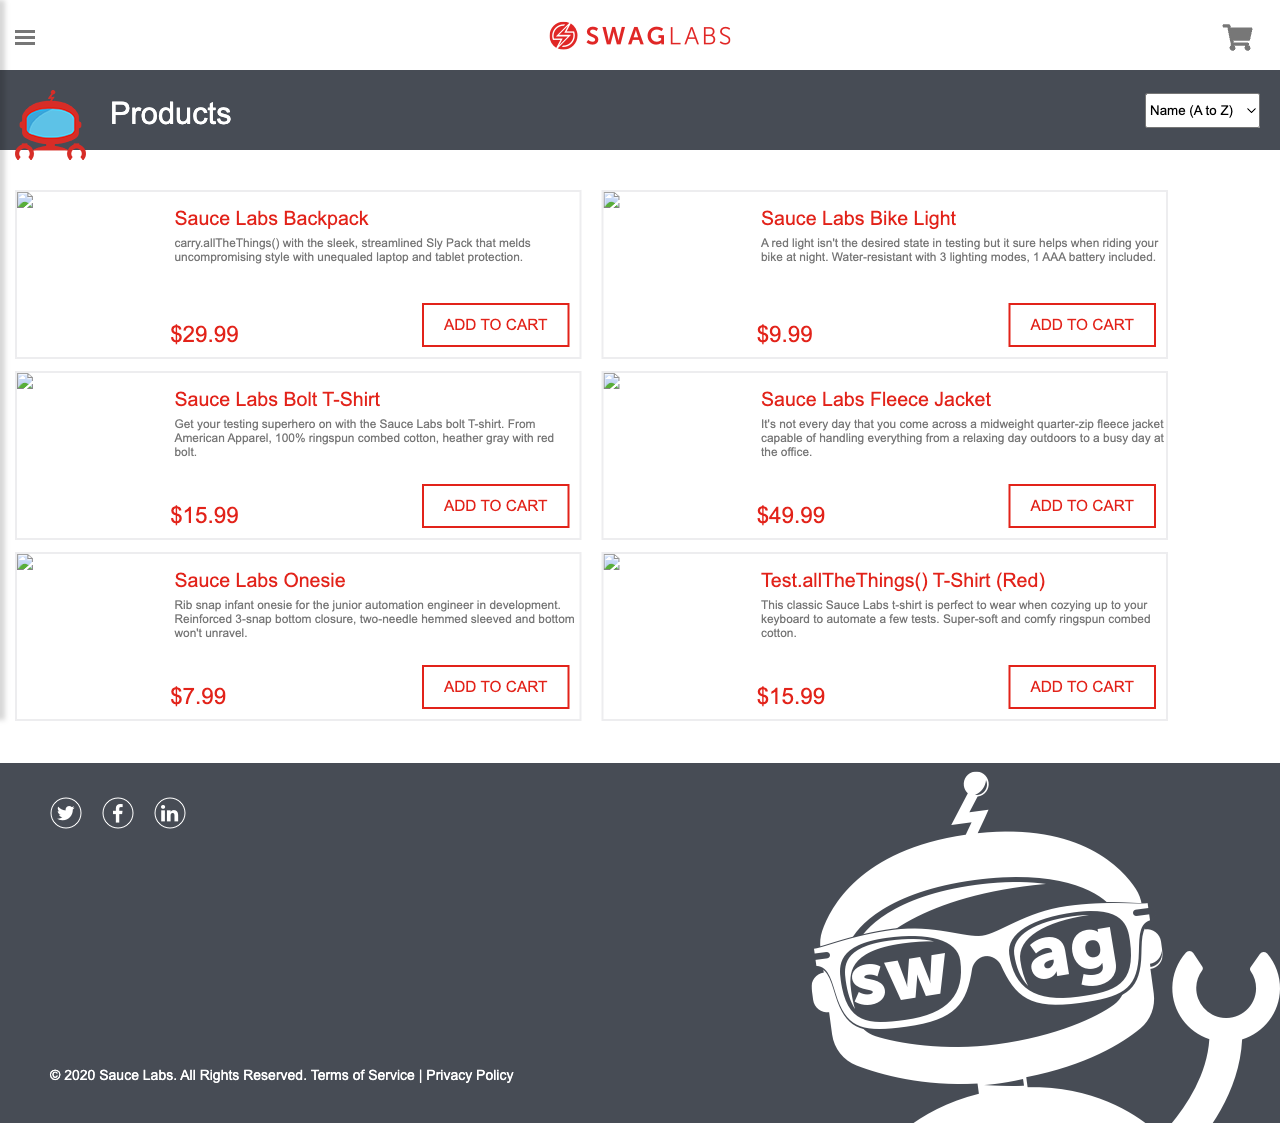 SWAGLABS
Products
Name (A to Z)
Sauce Labs Backpack
carry.allTheThings() with the sleek, streamlined Sly Pack that melds
uncompromising style with unequaled laptop and tablet protection.
$29.99
ADD TO CART
Sauce Labs Bike Light
A red light isn't the desired state in testing but it sure helps when riding your
bike at night. Water-resistant with 3 lighting modes, 1 AAA battery included.
$9.99
ADD TO CART
Sauce Labs Bolt T-Shirt
Get your testing superhero on with the Sauce Labs bolt T-shirt. From
American Apparel, 100% ringspun combed cotton, heather gray with red
bolt.
$15.99
ADD TO CART
Sauce Labs Fleece Jacket
It's not every day that you come across a midweight quarter-zip fleece jacket
capable of handling everything from a relaxing day outdoors to a busy day at
the office.
$49.99
ADD TO CART
Sauce Labs Onesie
Rib snap infant onesie for the junior automation engineer in development.
Reinforced 3-snap bottom closure, two-needle hemmed sleeved and bottom
won't unravel.
$7.99
ADD TO CART
Test.allTheThings() T-Shirt (Red)
This classic Sauce Labs t-shirt is perfect to wear when cozying up to your
keyboard to automate a few tests. Super-soft and comfy ringspun combed
cotton.
$15.99
ADD TO CART
swag
© 2020 Sauce Labs. All Rights Reserved. Terms of Service | Privacy Policy